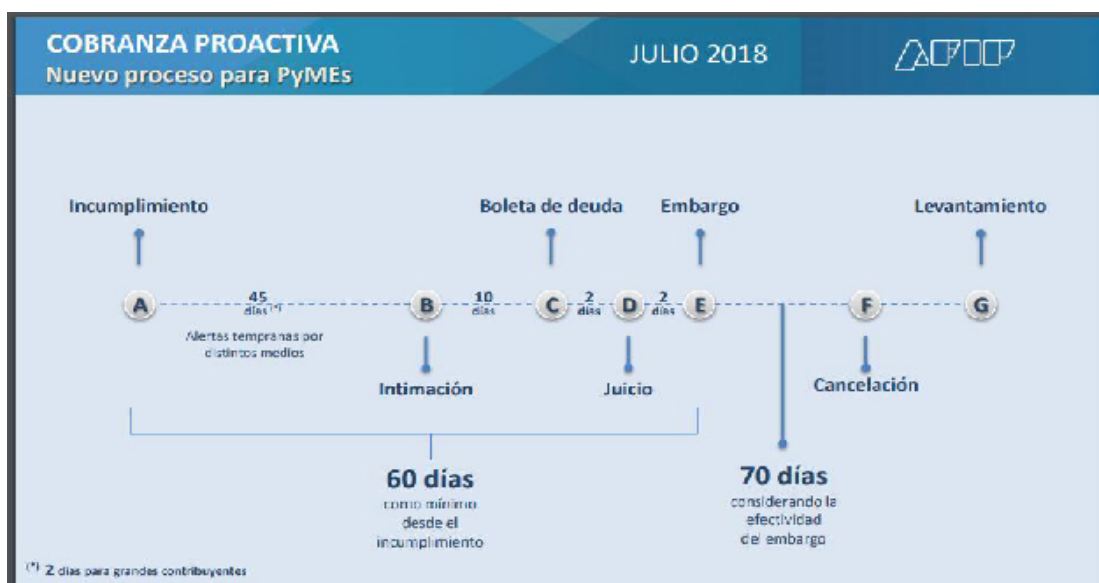 COBRANZA PROACTIVA
Nuevo proceso para PyMEs
JULIO 2018
AFIP
Incumplimiento
Boleta de deuda
Embargo
Levantamiento
A
45
días (*)
B
10
días
C
2
días
D
2
días
E
F
G
Alertas tempranas por
distintos medios
Intimación
Juicio
Cancelación
60 días
como mínimo
desde el
incumplimiento
70 días
considerando la
efectividad
del embargo
(*) 2 días para grandes contribuyentes